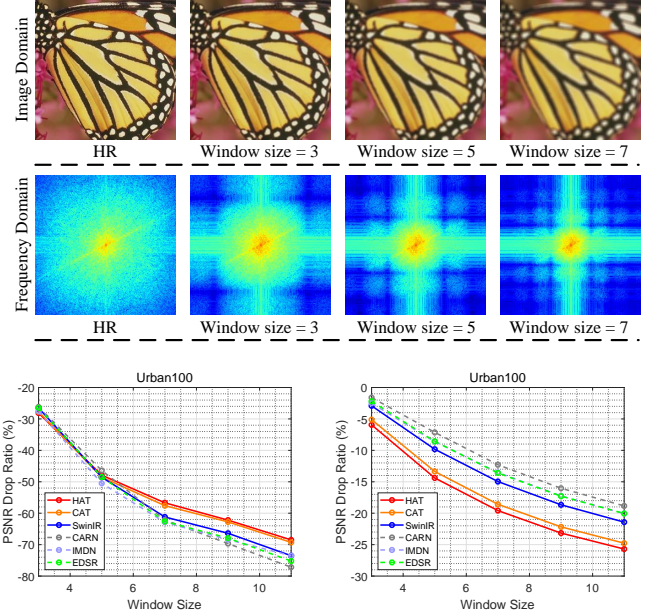 Image Domain
HR
Window size = 3
Window size = 5
Window size = 7
Frequency Domain
HR
Window size = 3
Window size = 5
Window size = 7
Urban100
PSNR Drop Ratio (%)
-20
-30
-40
-50
-60
-70
-80
4
6
8
10
Window Size
HAT
CAT
SwinIR
CARN
IMDN
EDSR
Urban100
PSNR Drop Ratio (%)
0
-5
-10
-15
-20
-25
-30
4
6
8
10
Window Size
HAT
CAT
SwinIR
CARN
IMDN
EDSR